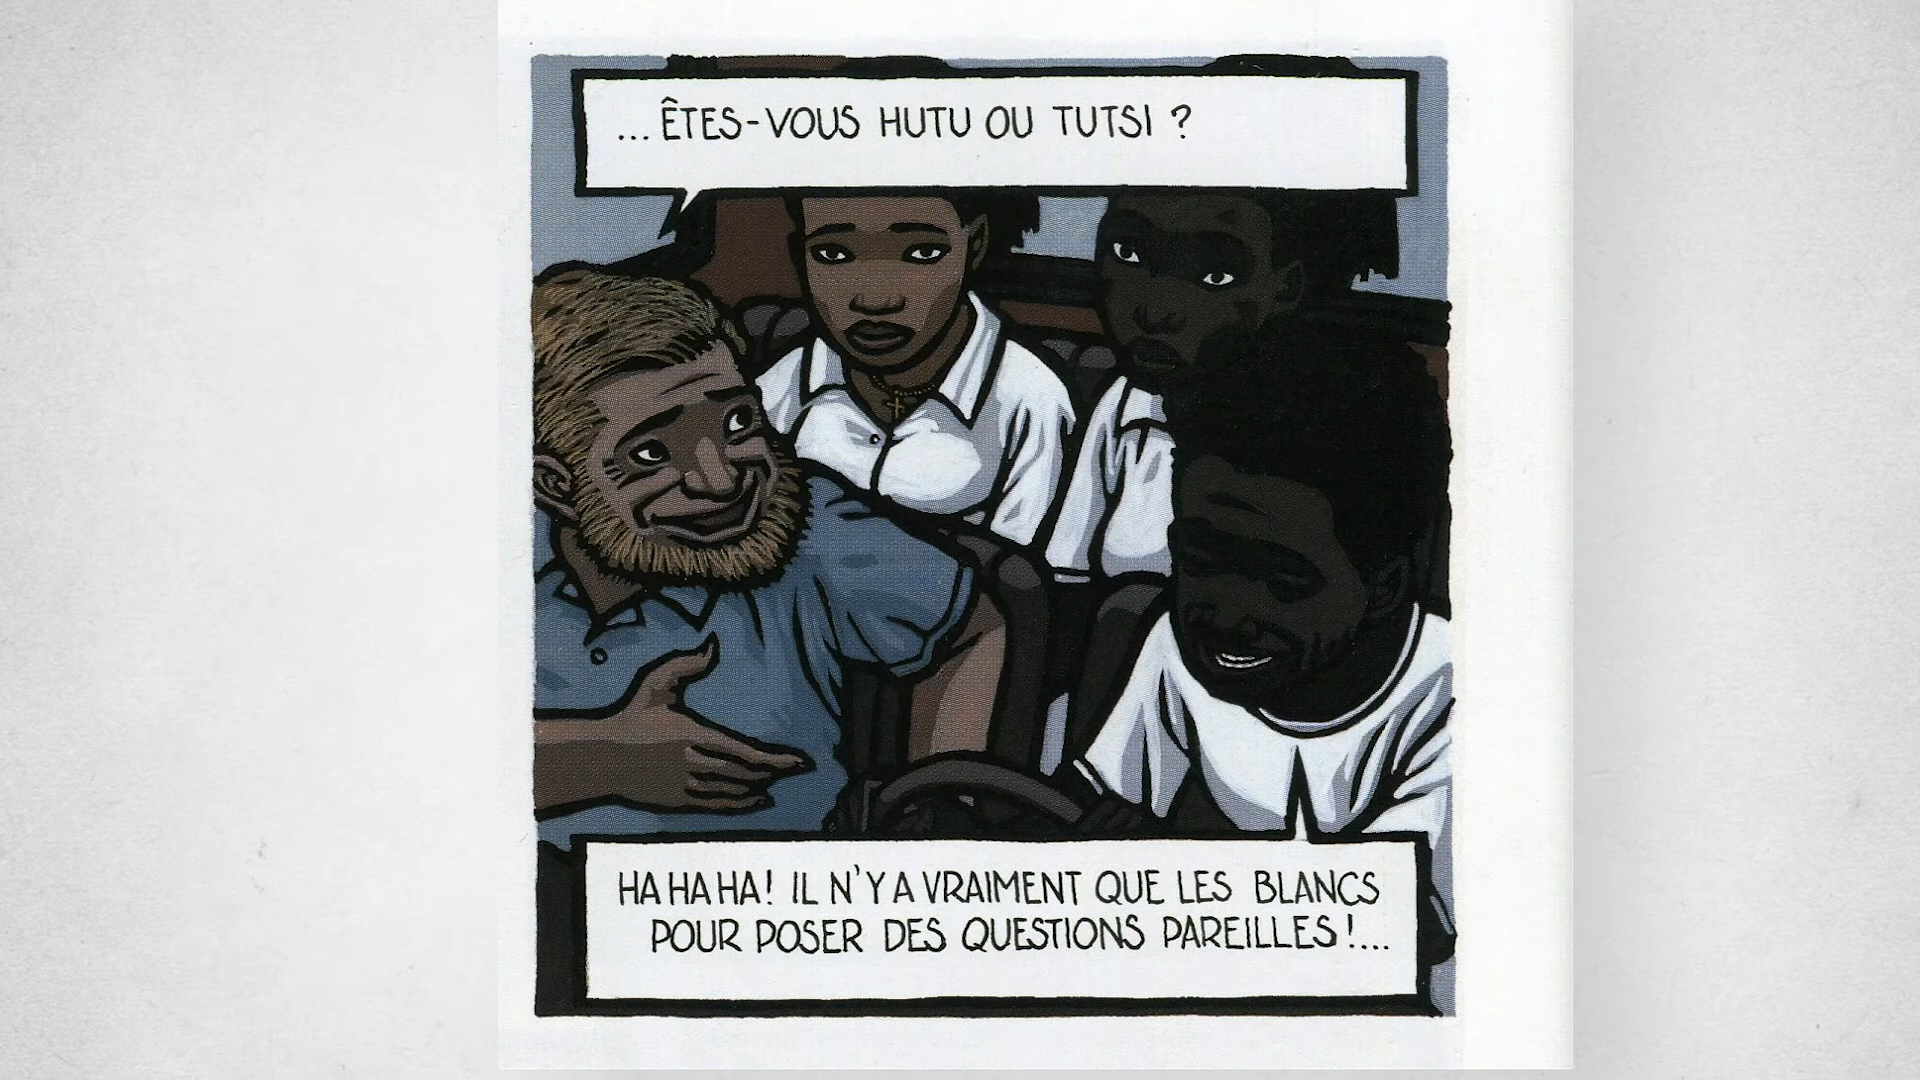 ... ÊTES-VOUS HUTU OU TUTSI ?
HA HA HA! IL N'Y A VRAIMENT QUE LES BLANCS
POUR POSER DES QUESTIONS PAREILLES!...